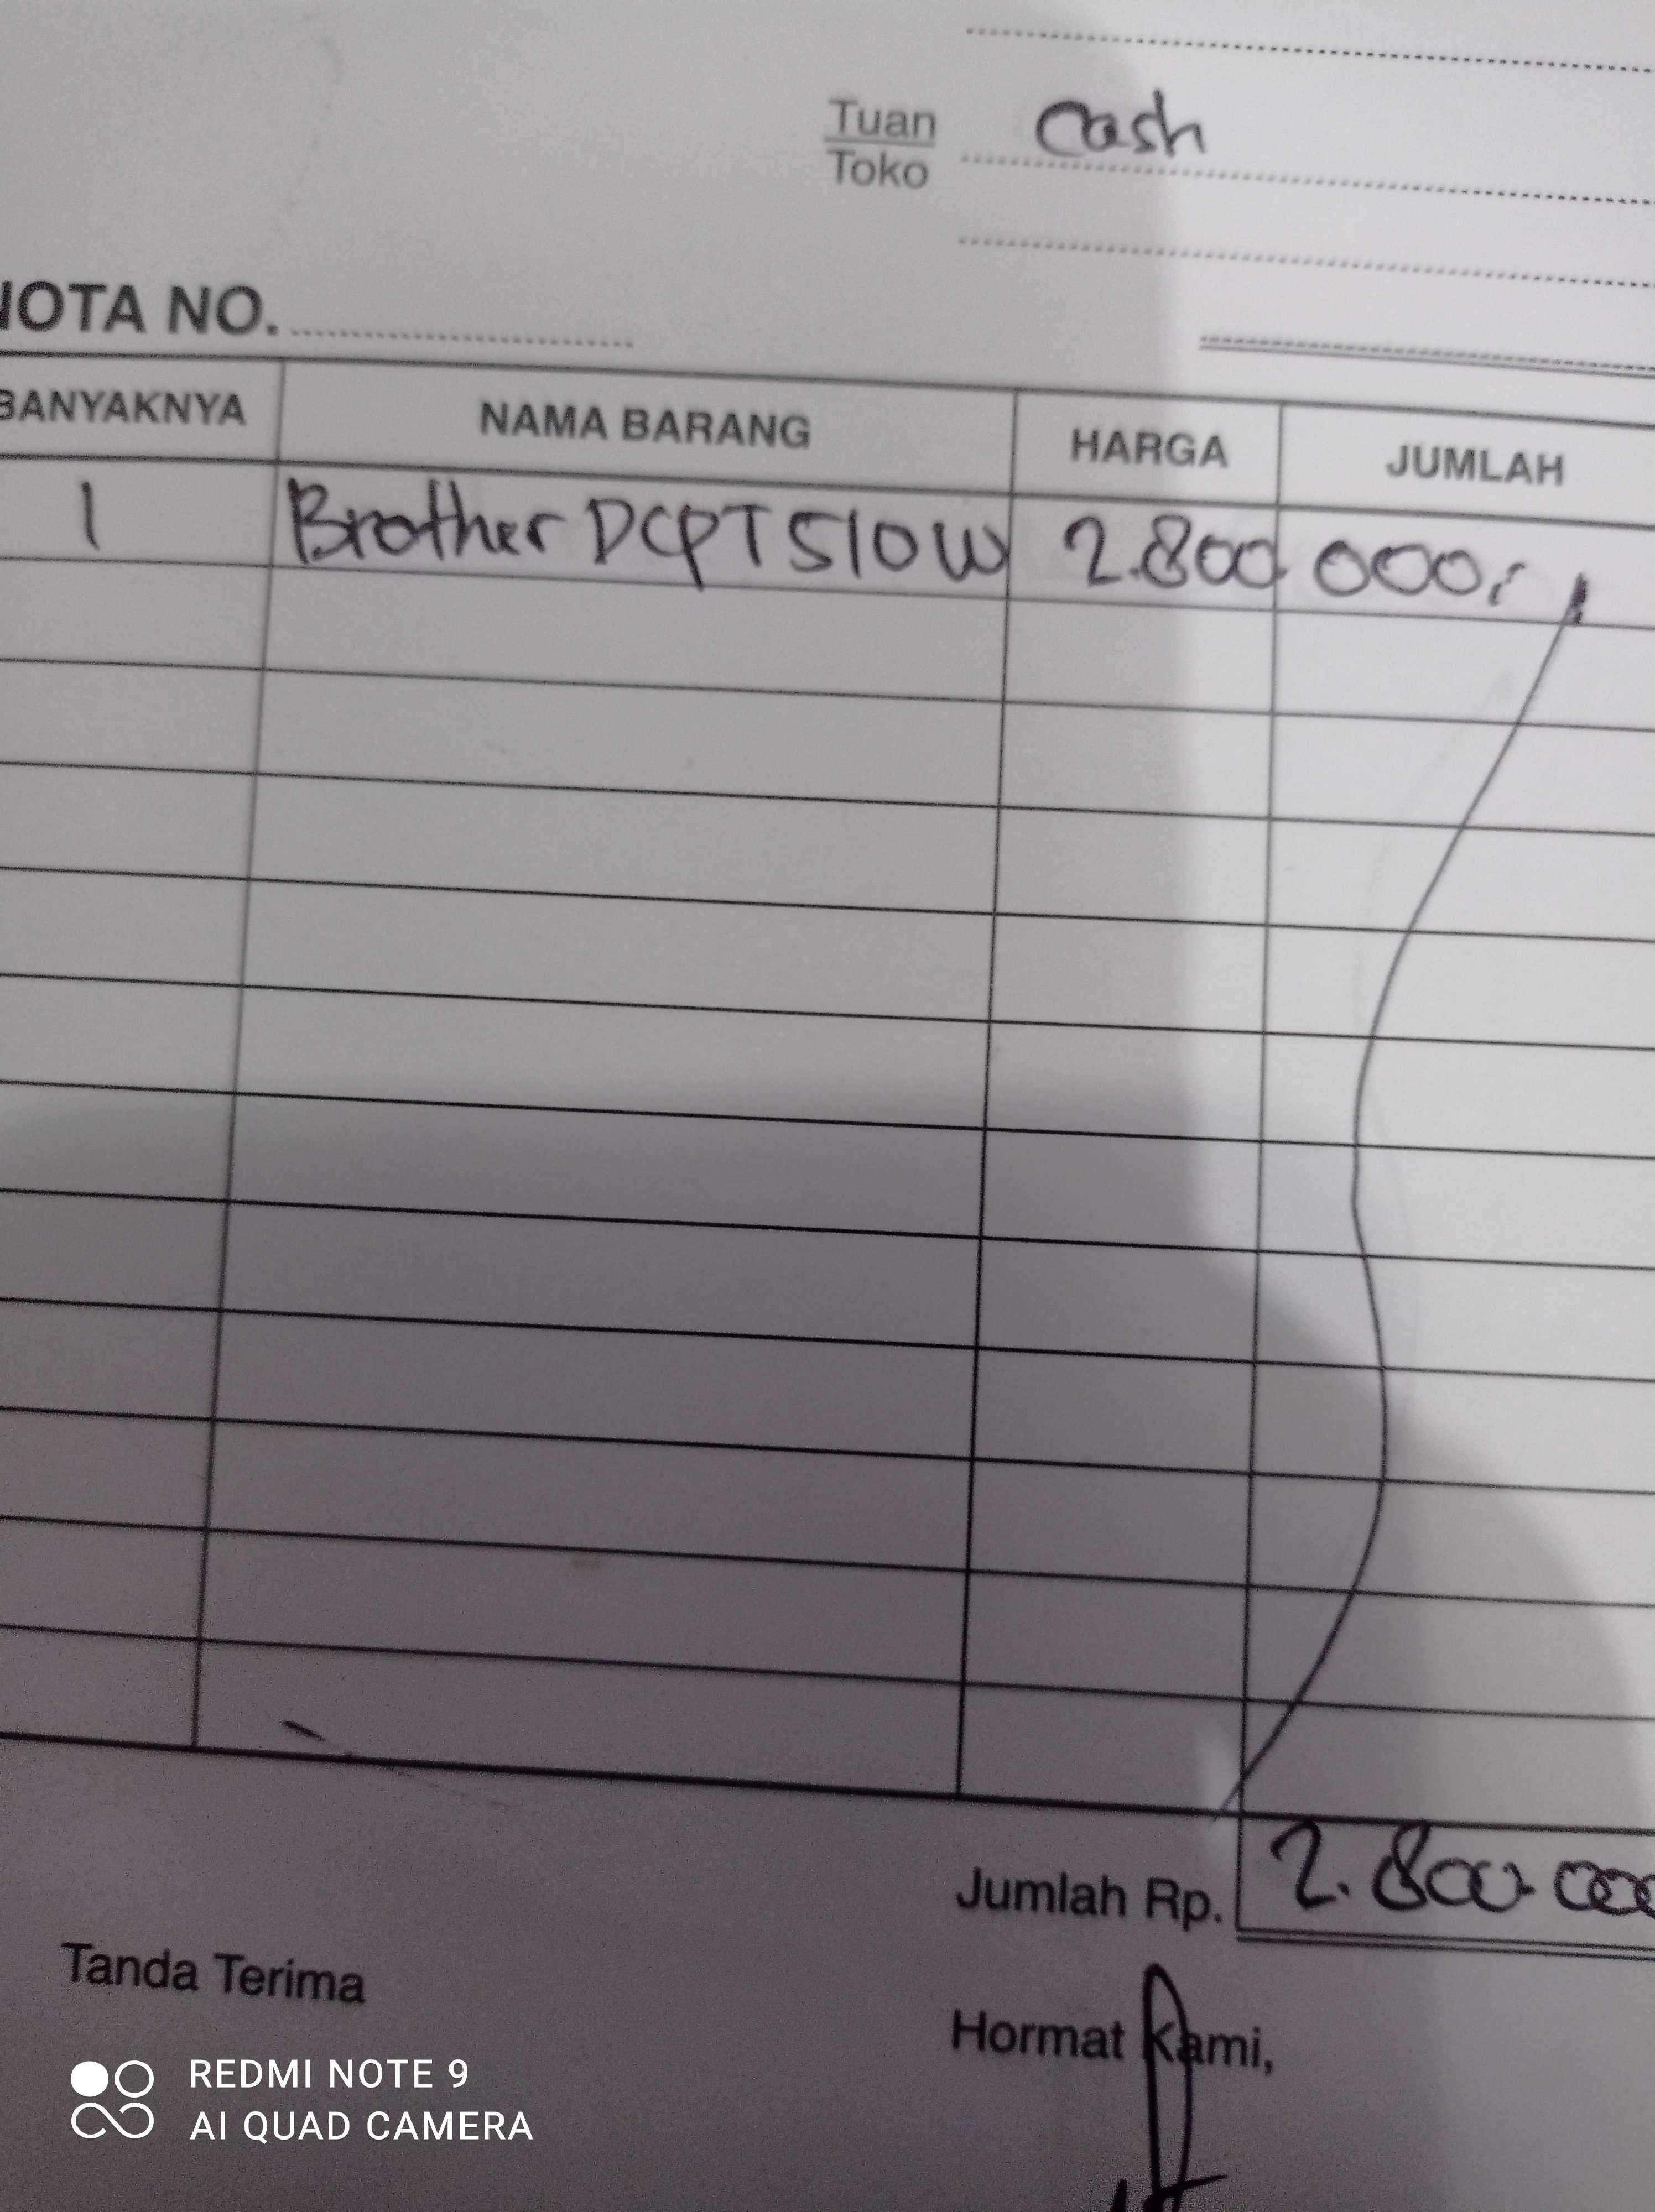 Tuan Cash
Toko
NOTA NO.
BANYAKNYA NAMA BARANG HARGA JUMLAH
1 Brother DCPT510W 2.800 000,-
Jumlah Rp. 2.800.000
Tanda Terima
Hormat Kami,
REDMI NOTE 9
AI QUAD CAMERA